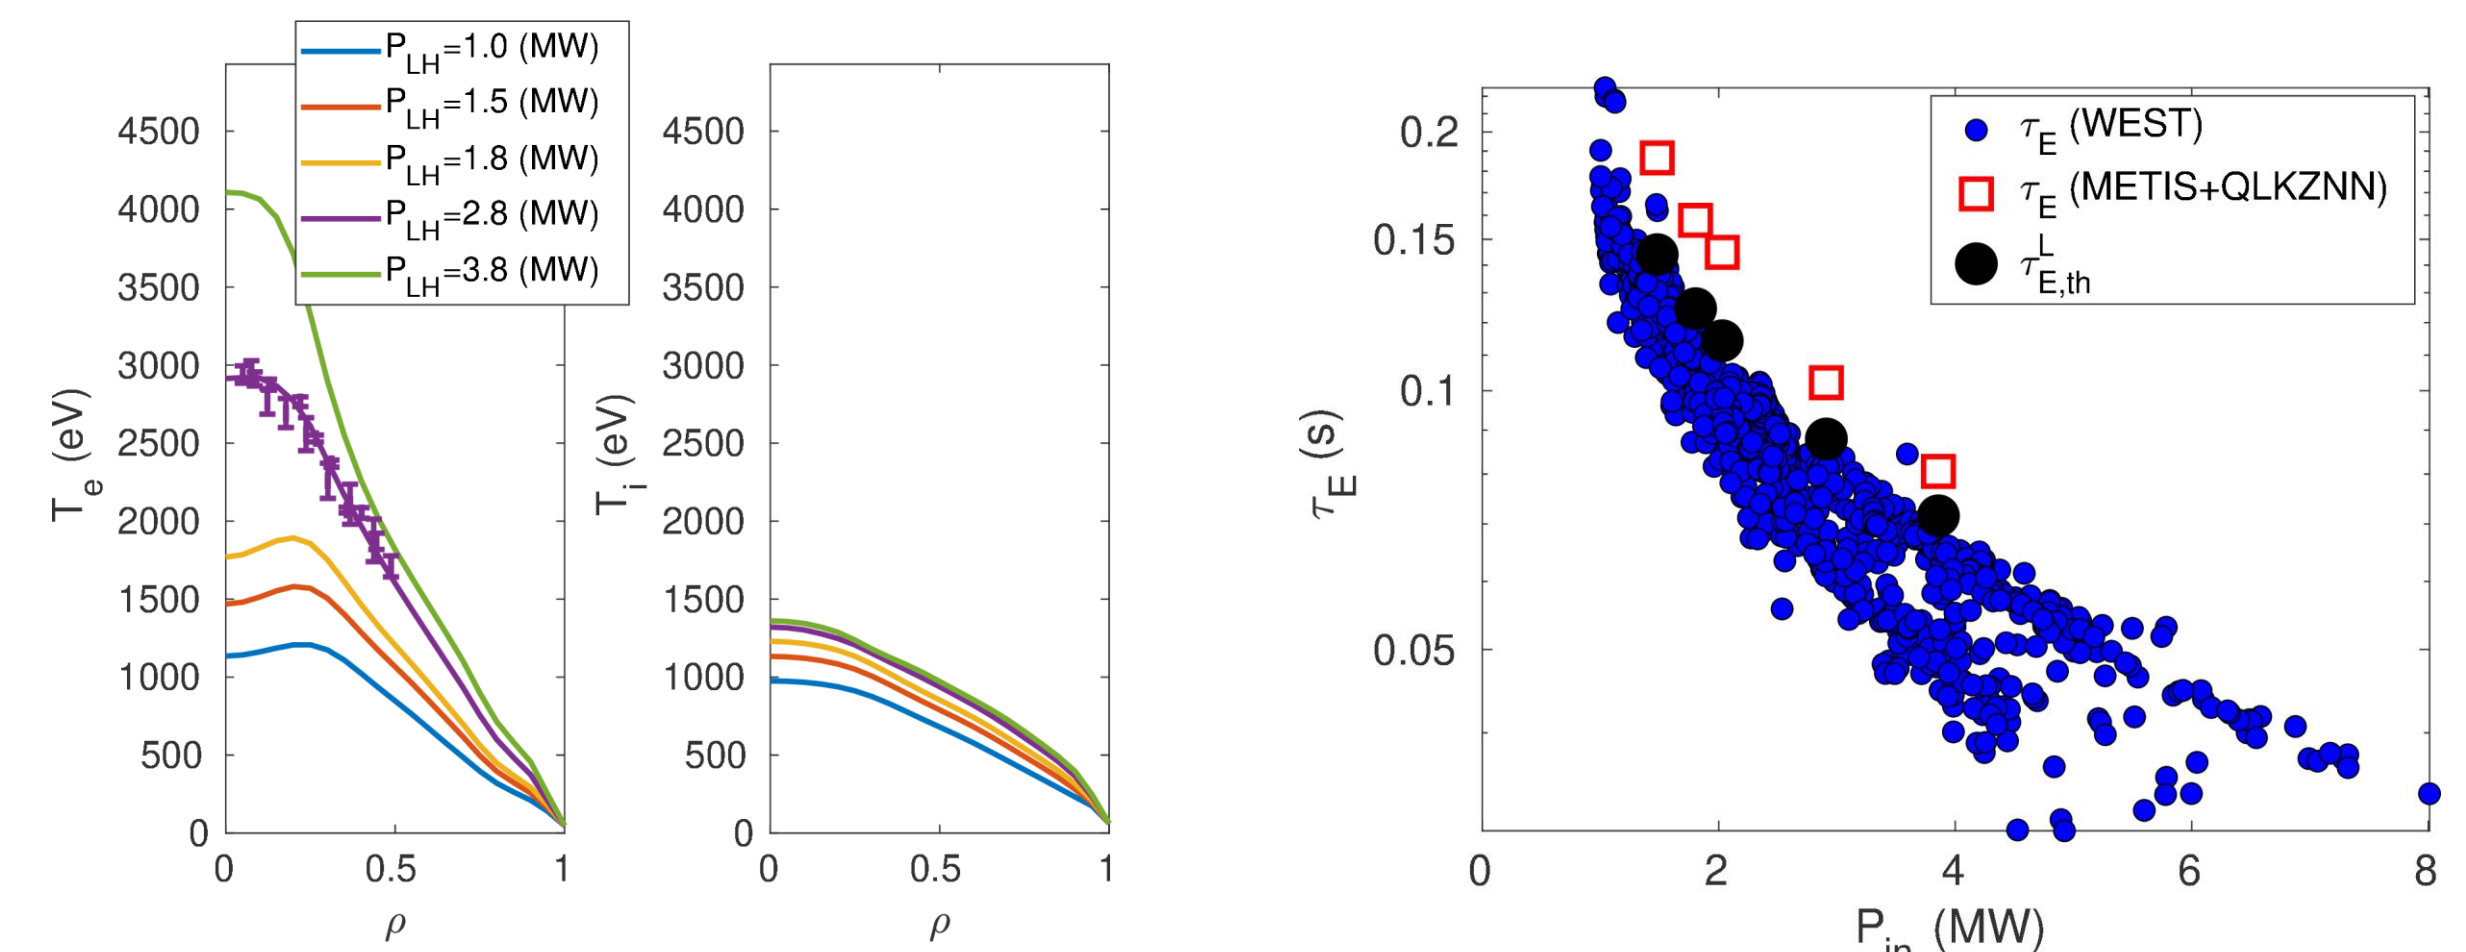 P_LH=1.0 (MW)
P_LH=1.5 (MW)
P_LH=1.8 (MW)
P_LH=2.8 (MW)
P_LH=3.8 (MW)
T_e (eV)
4500
4000
3500
3000
2500
2000
1500
1000
500
0
0
0.5
1
ρ
T_i (eV)
4500
4000
3500
3000
2500
2000
1500
1000
500
0
0
0.5
1
ρ
τ_E (s)
0.2
0.15
0.1
0.05
τ_E (WEST)
τ_E (METIS+QLKZNN)
τ^L_E,th
0
2
4
6
8
P_in (MW)